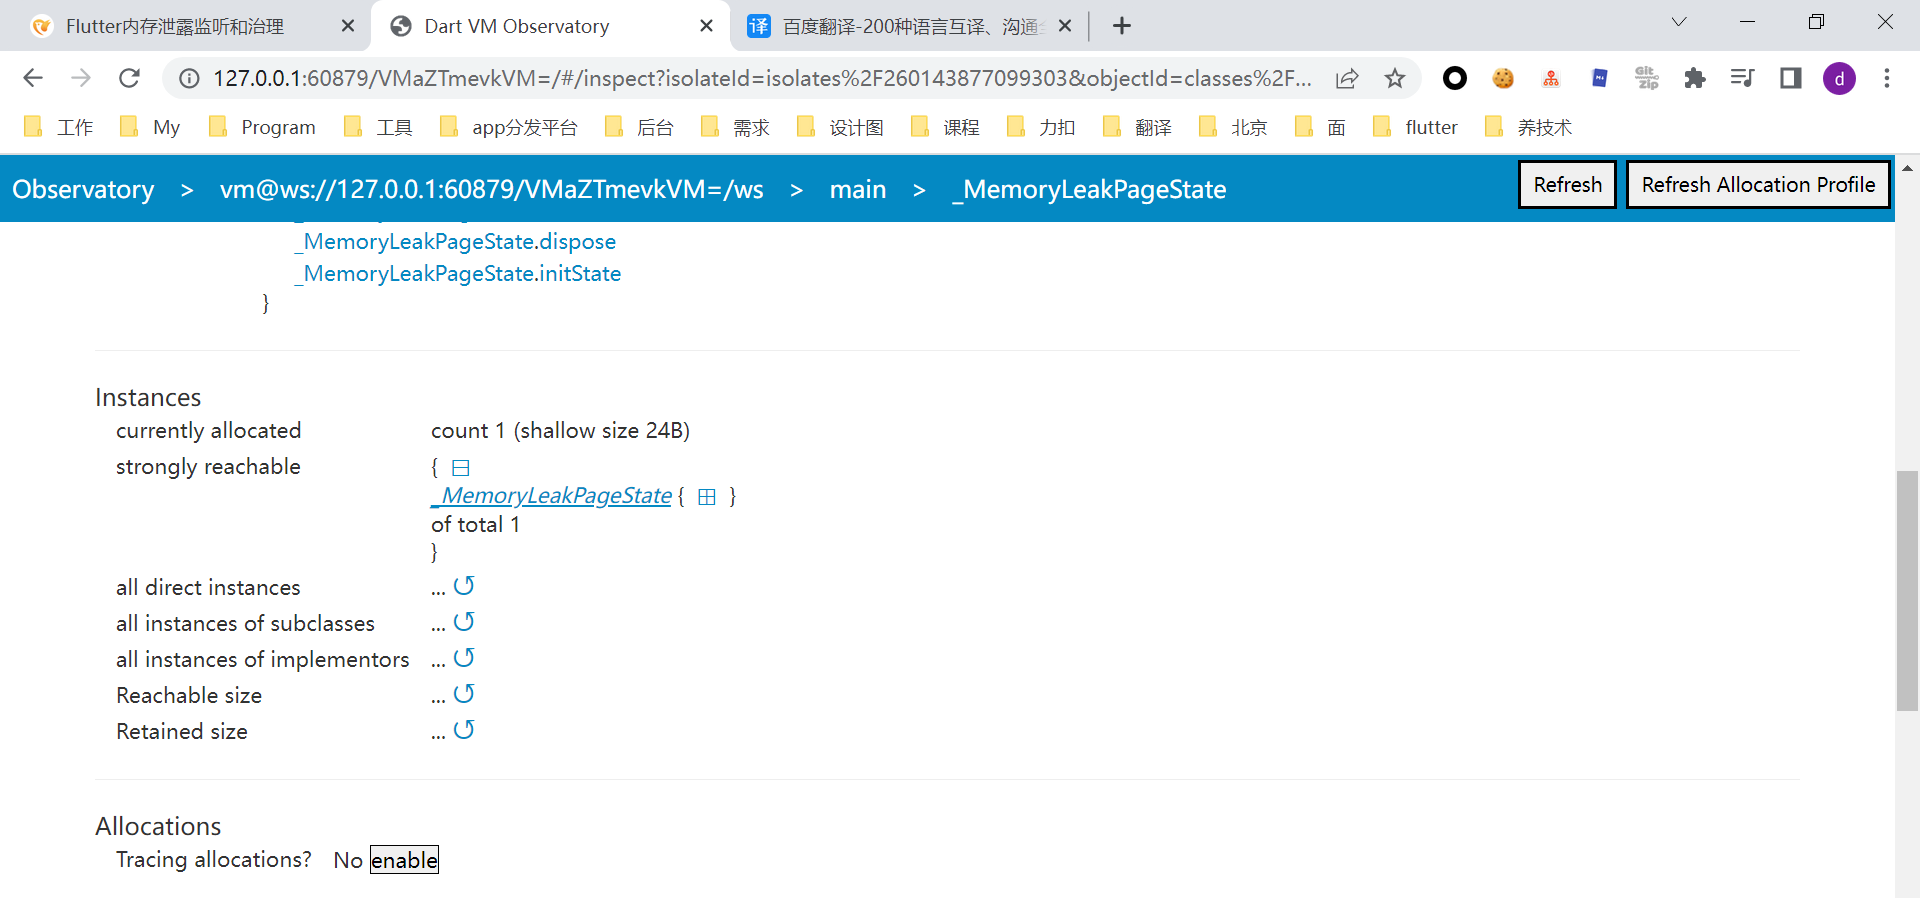 Flutter内存泄露监听和治理
Dart VM Observatory
百度翻译-200种语言互译、沟通
127.0.0.1:60879/VMaZTmevkVM=/#/inspect?isolateId=isolates%2F260143877099303&objectId=classes%2F...
Git Zip
d
工作 My Program 工具 app分发平台 后台 需求 设计图 课程 力扣 翻译 北京 面 flutter 养技术
Observatory > vm@ws://127.0.0.1:60879/VMaZTmevkVM=/ws > main > _MemoryLeakPageState
Refresh
Refresh Allocation Profile
_MemoryLeakPageState.dispose
_MemoryLeakPageState.initState
}
Instances
currently allocated count 1 (shallow size 24B)
strongly reachable { ⊟
_MemoryLeakPageState { ⊞ }
of total 1
}
all direct instances ... ↺
all instances of subclasses ... ↺
all instances of implementors ... ↺
Reachable size ... ↺
Retained size ... ↺
Allocations
Tracing allocations? No enable